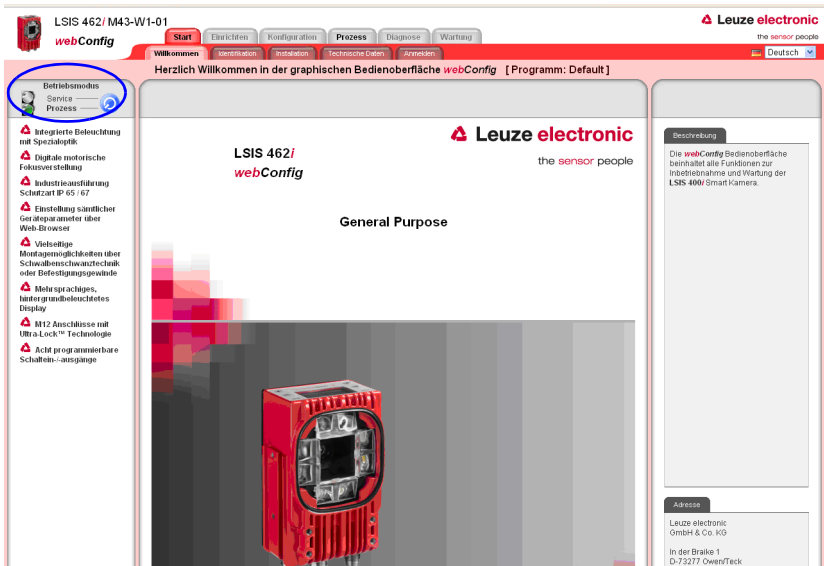 LSIS 462i M43-W1-01
webConfig
Leuze electronic
the sensor people
Start
Einrichten
Konfiguration
Prozess
Diagnose
Wartung
Willkommen
Identifikation
Installation
Technische Daten
Anmelden
Deutsch
Herzlich Willkommen in der graphischen Bedienoberfläche webConfig [ Programm: Default ]
Betriebsmodus
Service
Prozess
Integrierte Beleuchtung
mit Spezialoptik
Digitale motorische
Fokusverstellung
Industrieausführung
Schutzart IP 65 / 67
Einstellung sämtlicher
Geräteparameter über
Web-Browser
Vielseitige
Montagemöglichkeiten über
Schwalbenschwanztechnik
oder Befestigungsgewinde
Mehrsprachiges,
hintergrundbeleuchtetes
Display
M12 Anschlüsse mit
Ultra-Lock™ Technologie
Acht programmierbare
Schaltein-/-ausgänge
Leuze electronic
the sensor people
LSIS 462i
webConfig
General Purpose
Beschreibung
Die webConfig Bedienoberfläche
beinhaltet alle Funktionen zur
Inbetriebnahme und Wartung der
LSIS 400i Smart Kamera.
Adresse
Leuze electronic
GmbH & Co. KG
In der Braike 1
D-73277 Owen/Teck